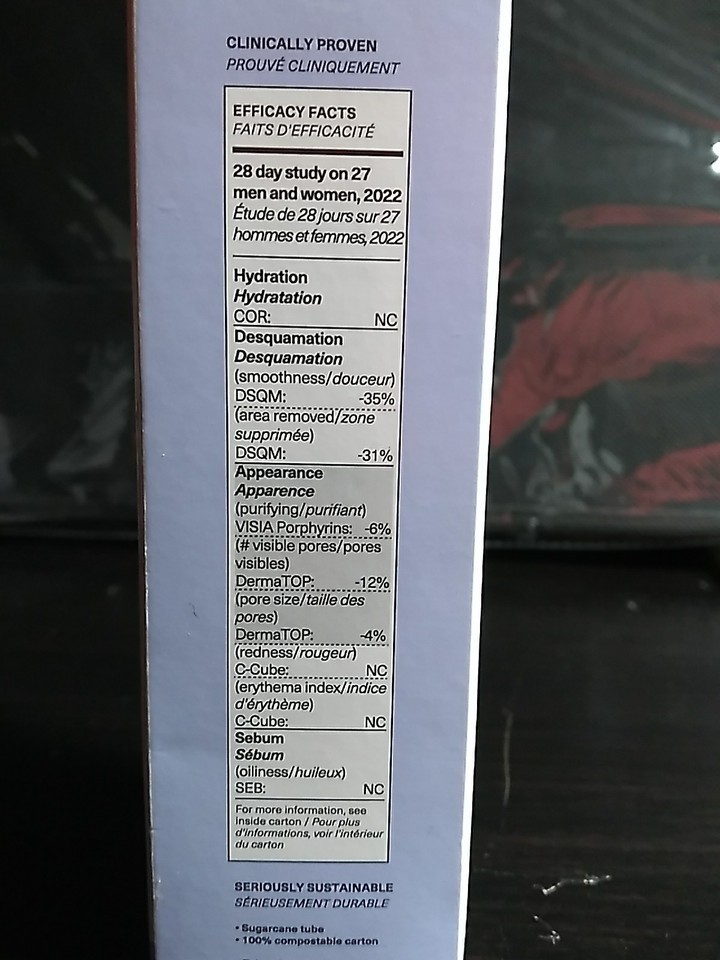 CLINICALLY PROVEN
PROUVÉ CLINIQUEMENT
EFFICACY FACTS
FAITS D'EFFICACITÉ
28 day study on 27
men and women, 2022
Étude de 28 jours sur 27
hommes et femmes, 2022
Hydration
Hydratation
COR: NC
Desquamation
Desquamation
(smoothness/douceur)
DSQM: -35%
(area removed/zone
supprimée)
DSQM: -31%
Appearance
Apparence
(purifying/purifiant)
VISIA Porphyrins: -6%
(# visible pores/pores
visibles)
DermaTOP: -12%
(pore size/taille des
pores)
DermaTOP: -4%
(redness/rougeur)
C-Cube: NC
(erythema index/indice
d'érythème)
C-Cube: NC
Sebum
Sébum
(oiliness/huileux)
SEB: NC
For more information, see
inside carton / Pour plus
d'informations, voir l'intérieur
du carton
SERIOUSLY SUSTAINABLE
SÉRIEUSEMENT DURABLE
• Sugarcane tube
• 100% compostable carton